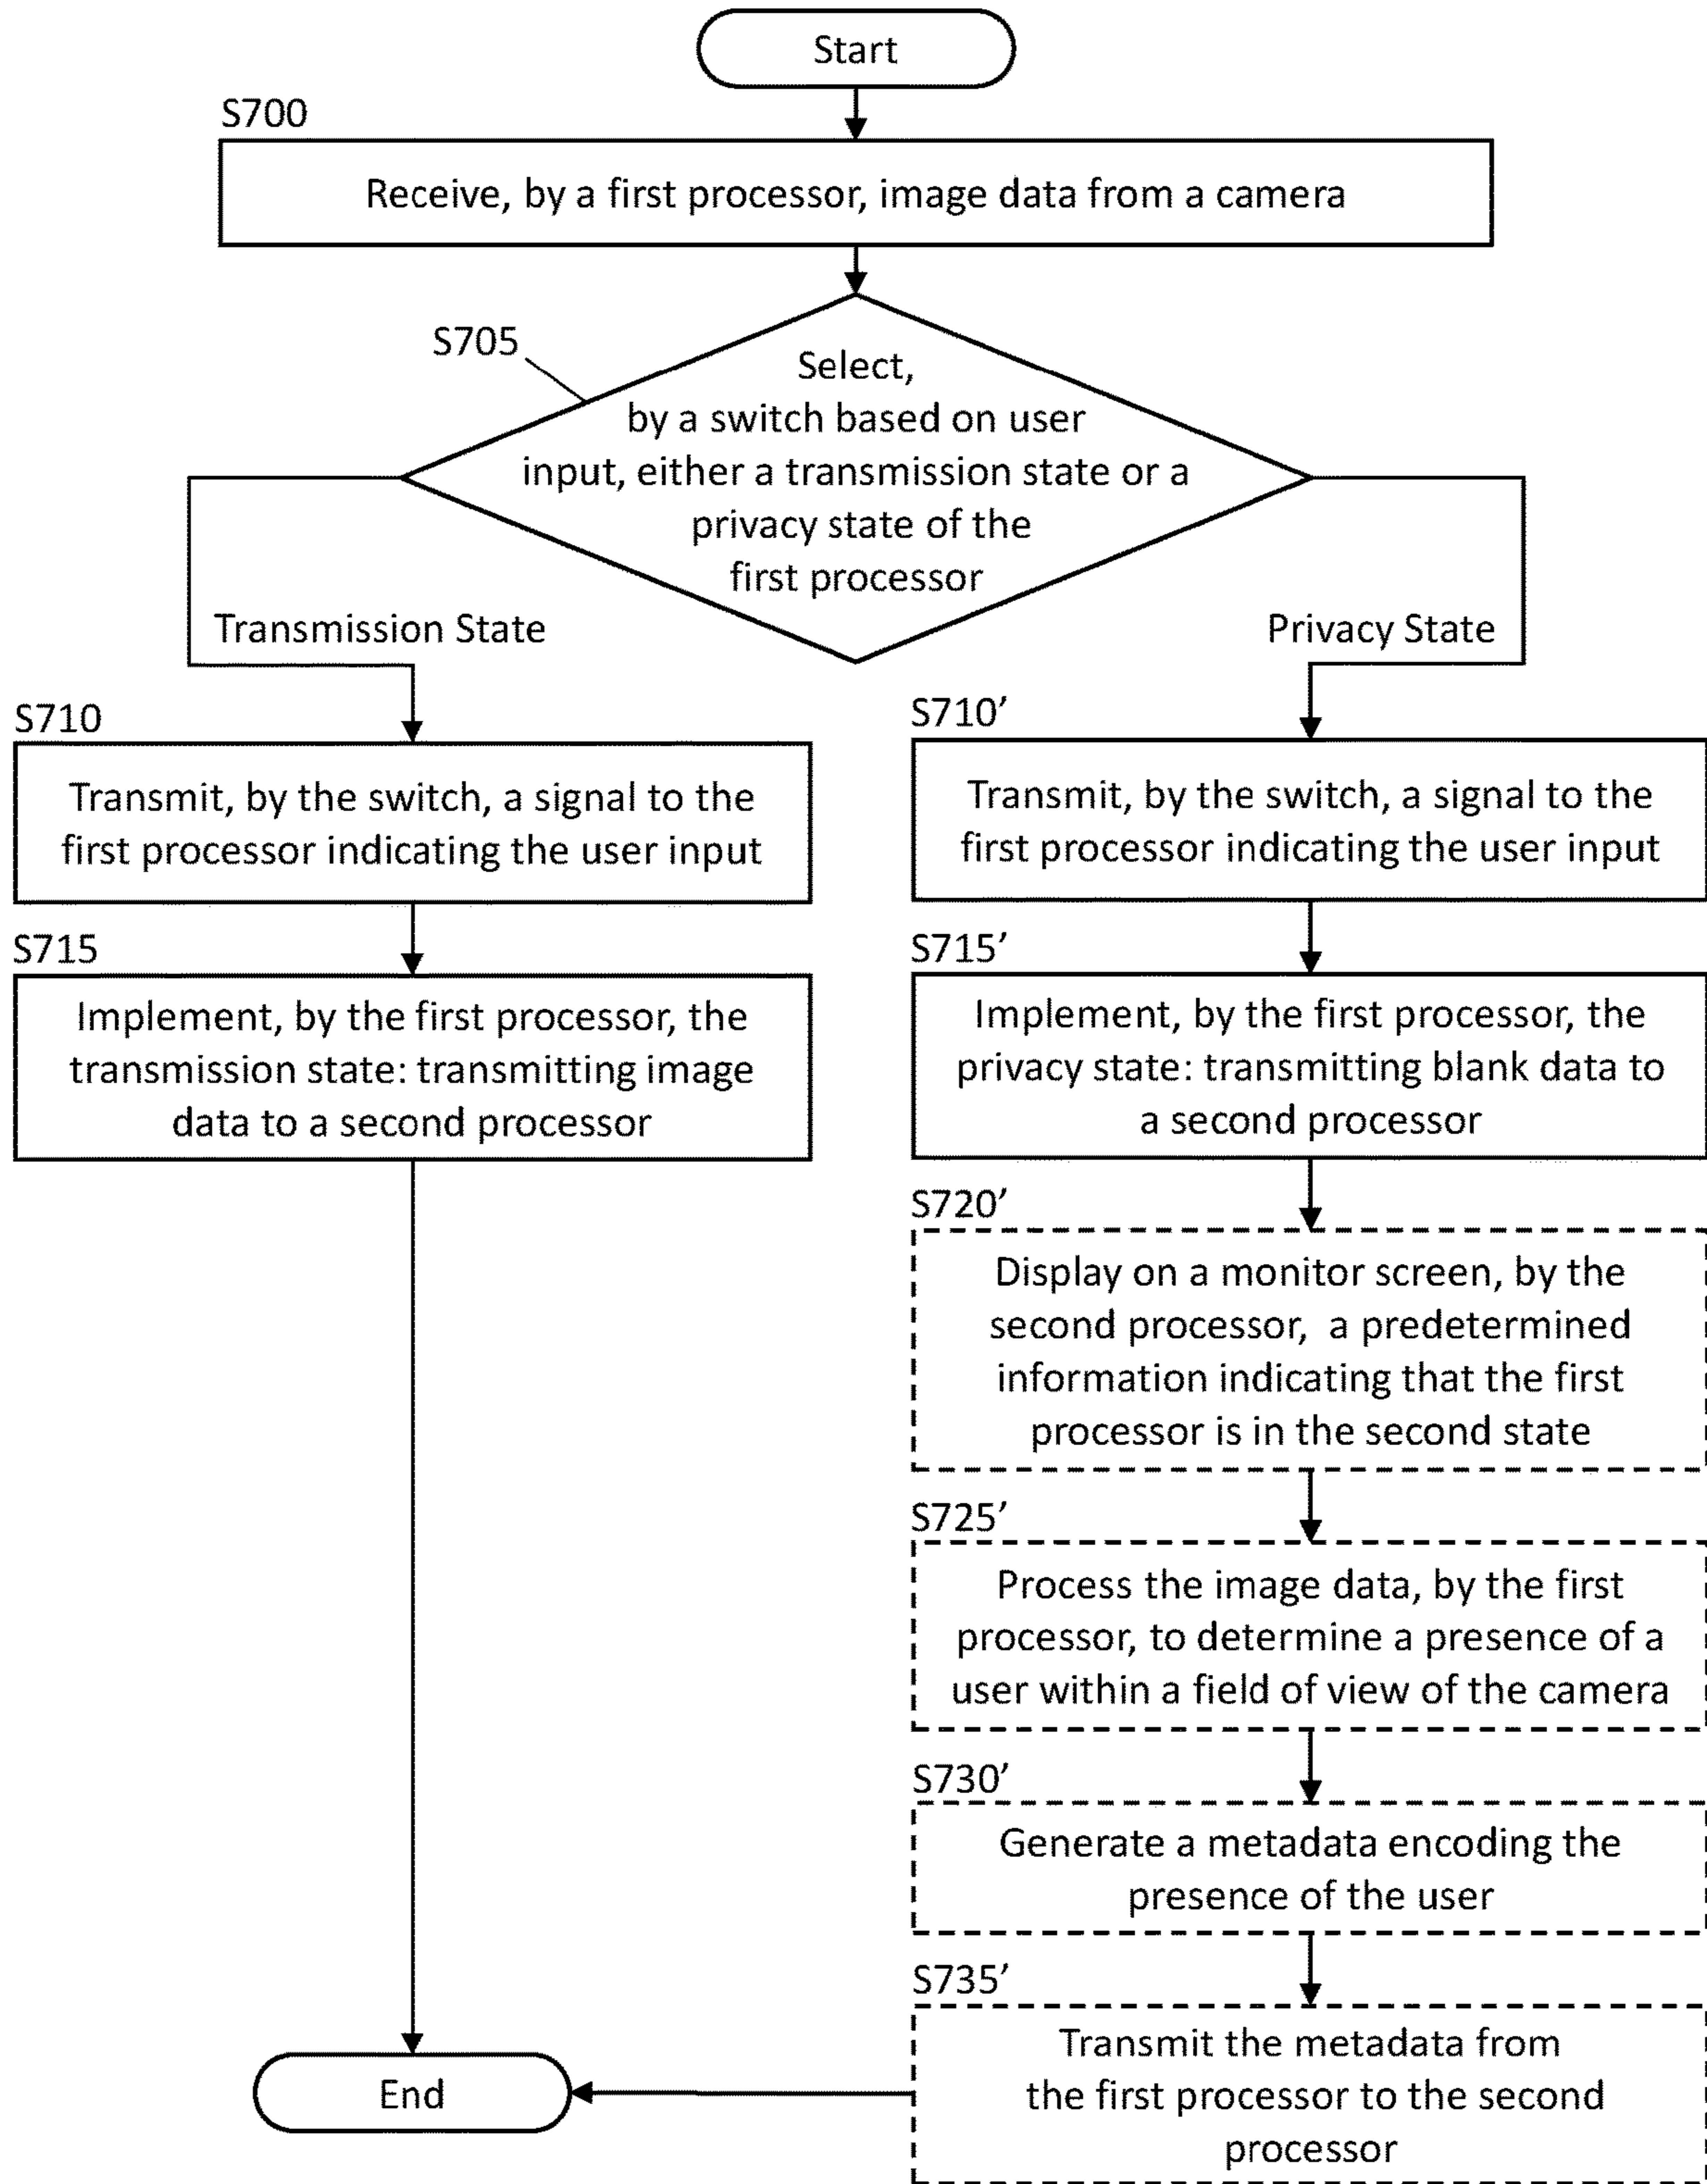 Start
S700
Receive, by a first processor, image data from a camera
S705
Select,
by a switch based on user
input, either a transmission state or a
privacy state of the
first processor
Transmission State
Privacy State
S710
Transmit, by the switch, a signal to the
first processor indicating the user input
S715
Implement, by the first processor, the
transmission state: transmitting image
data to a second processor
S710’
Transmit, by the switch, a signal to the
first processor indicating the user input
S715’
Implement, by the first processor, the
privacy state: transmitting blank data to
a second processor
S720’
Display on a monitor screen, by the
second processor, a predetermined
information indicating that the first
processor is in the second state
S725’
Process the image data, by the first
processor, to determine a presence of a
user within a field of view of the camera
S730’
Generate a metadata encoding the
presence of the user
S735’
Transmit the metadata from
the first processor to the second
processor
End